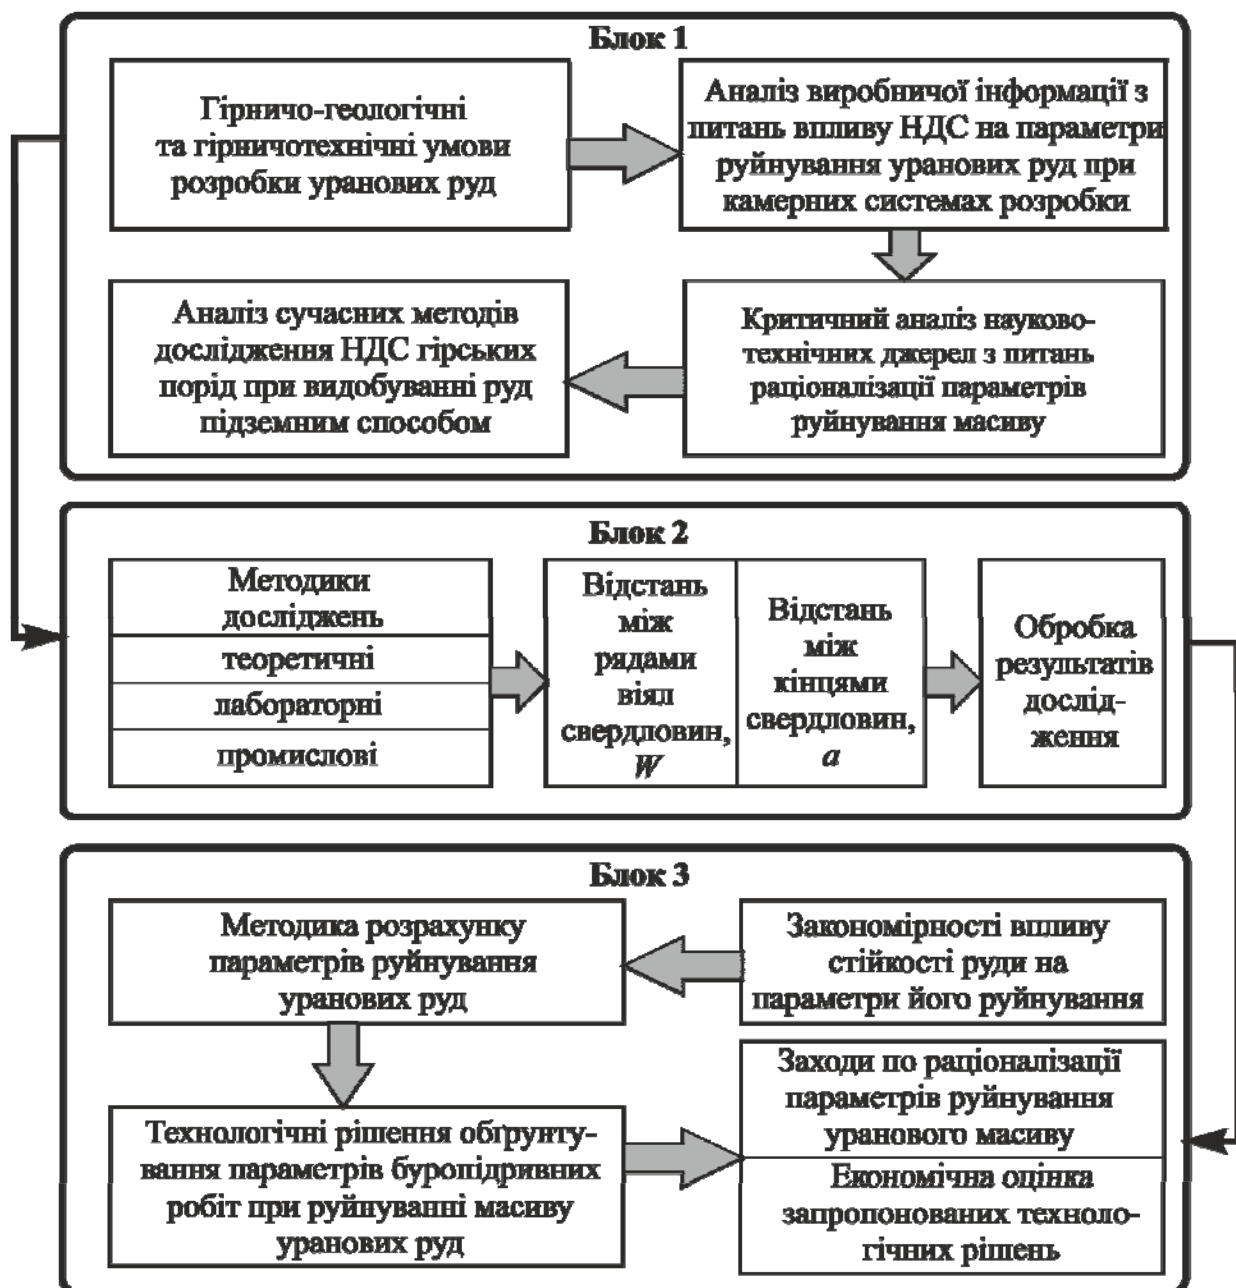 Блок 1
Гірничо-геологічні
та гірничотехнічні умови
розробки уранових руд
Аналіз виробничої інформації з
питань впливу НДС на параметри
руйнування уранових руд при
камерних системах розробки
Аналіз сучасних методів
дослідження НДС гірських
порід при видобуванні руд
підземним способом
Критичний аналіз науково-
технічних джерел з питань
раціоналізації параметрів
руйнування масиву
Блок 2
Методики
досліджень
теоретичні
лабораторні
промислові
Відстань
між
рядами
віял
свердловин,
W
Відстань
між
кінцями
свердловин,
a
Обробка
результатів
дослід-
ження
Блок 3
Методика розрахунку
параметрів руйнування
уранових руд
Закономірності впливу
стійкості руди на
параметри його руйнування
Технологічні рішення обґрунту-
вання параметрів буропідривних
робіт при руйнуванні масиву
уранових руд
Заходи по раціоналізації
параметрів руйнування
уранового масиву
Економічна оцінка
запропонованих техноло-
гічних рішень